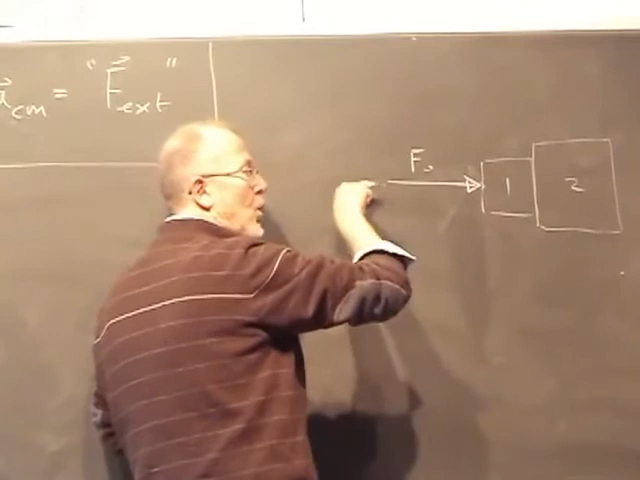 a⃗cm = "F⃗ext"
F₀
1 2